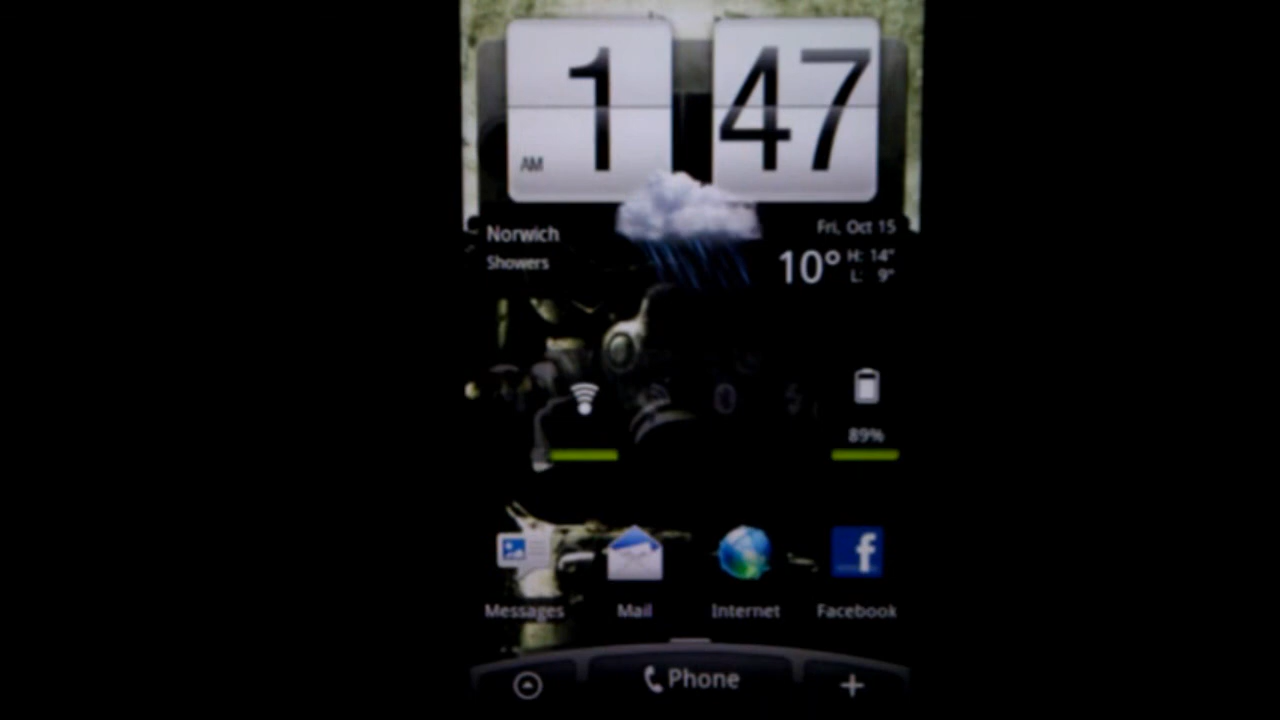 1 47
AM
Norwich
Fri, Oct 15
Showers
10°
H: 14°
L: 9°
89%
Messages Mail Internet Facebook
Phone